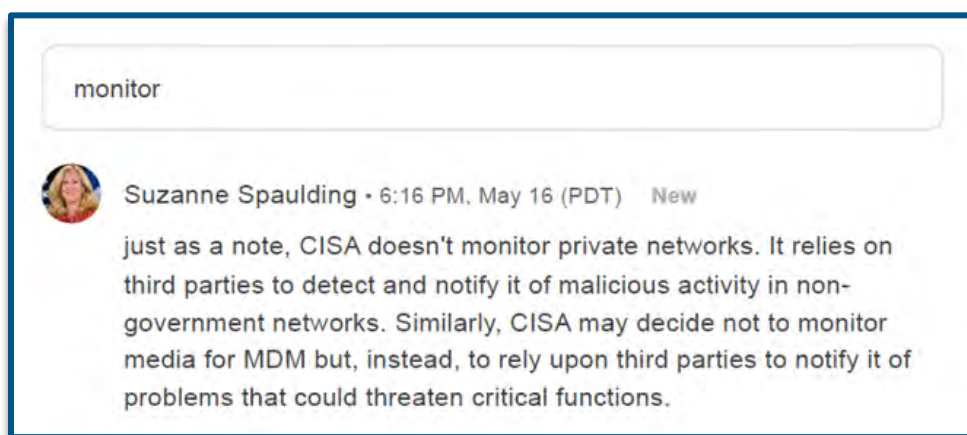 monitor
Suzanne Spaulding • 6:16 PM, May 16 (PDT) New
just as a note, CISA doesn't monitor private networks. It relies on
third parties to detect and notify it of malicious activity in non-
government networks. Similarly, CISA may decide not to monitor
media for MDM but, instead, to rely upon third parties to notify it of
problems that could threaten critical functions.